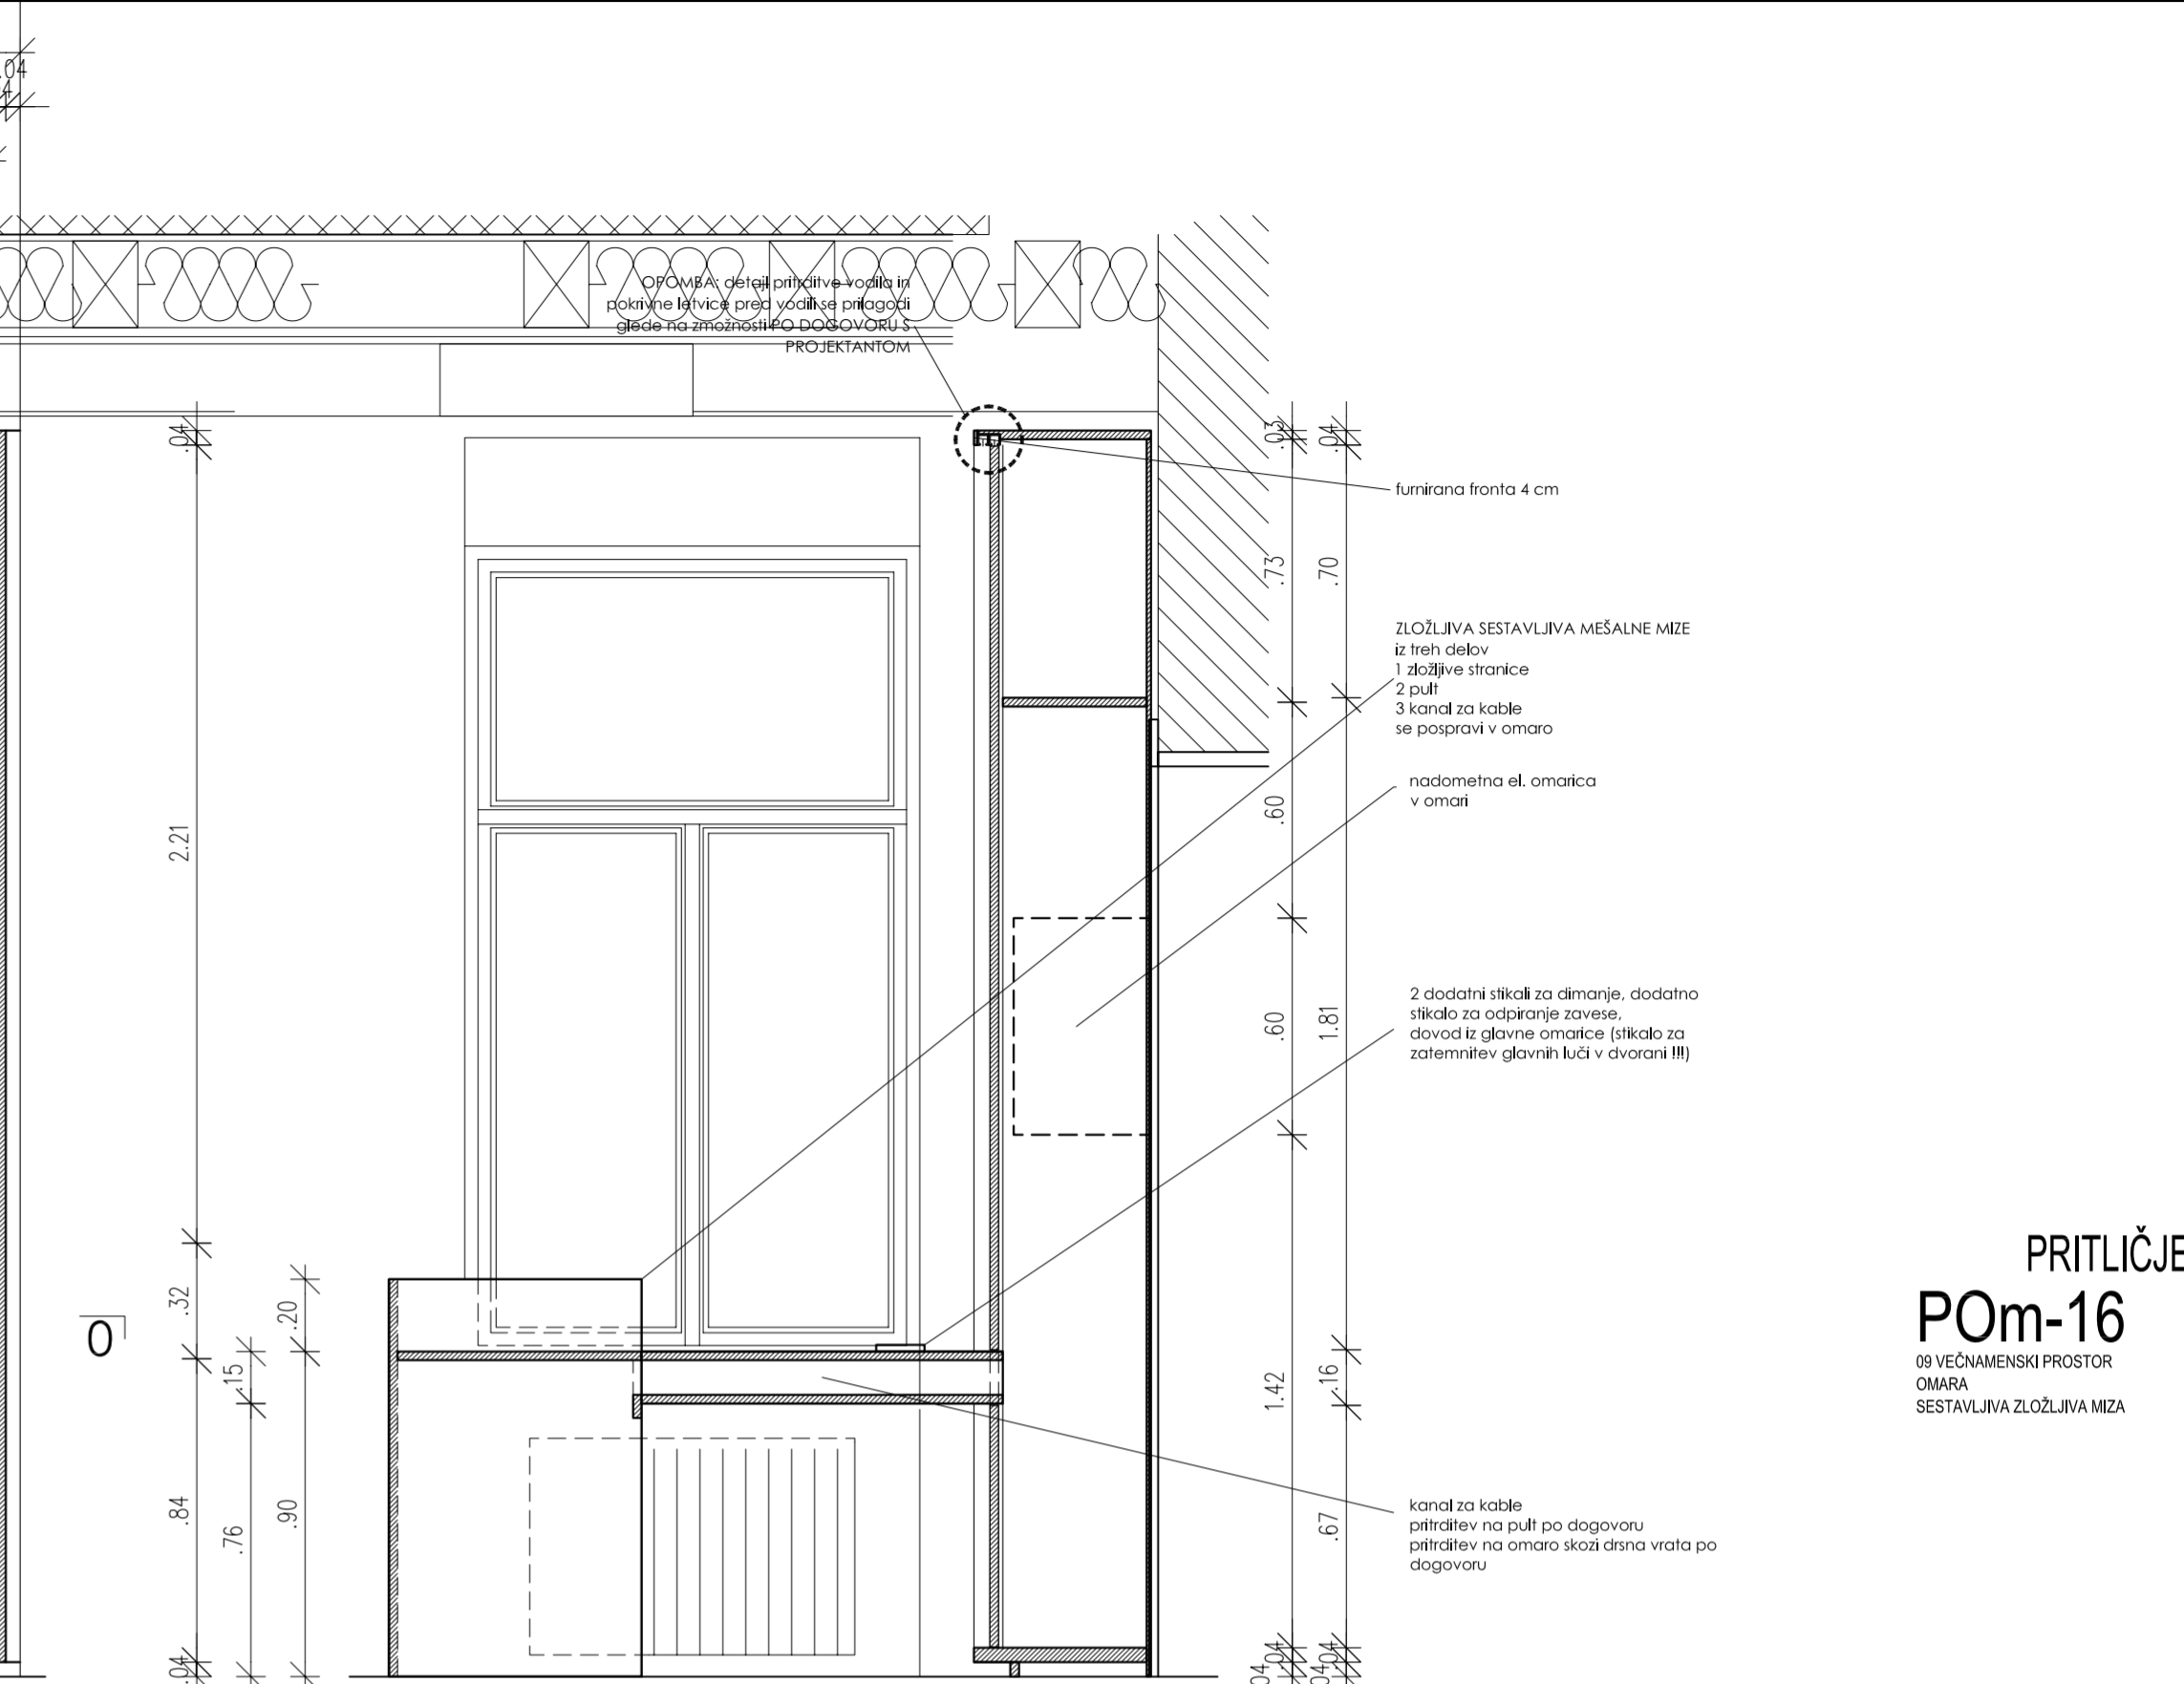 .04
OPOMBA: detajl pritrditve vodila in
pokrivne letvice pred vodili se prilagodi
glede na zmožnosti PO DOGOVORU S
PROJEKTANTOM
.04
.03
.04
furnirana fronta 4 cm
.73
.70
ZLOŽLJIVA SESTAVLJIVA MEŠALNE MIZE
iz treh delov
1 zložljive stranice
2 pult
3 kanal za kable
se pospravi v omaro
nadometna el. omarica
v omari
.60
2.21
2 dodatni stikali za dimanje, dodatno
stikalo za odpiranje zavese,
dovod iz glavne omarice (stikalo za
zatemnitev glavnih luči v dvorani !!!)
.60
1.81
PRITLIČJE
POm-16
09 VEČNAMENSKI PROSTOR
OMARA
SESTAVLJIVA ZLOŽLJIVA MIZA
.32
.20
O
.15
1.42
.16
.84
.76
.90
.67
kanal za kable
pritrditev na pult po dogovoru
pritrditev na omaro skozi drsna vrata po
dogovoru
.04
.04
.04
.04
.04